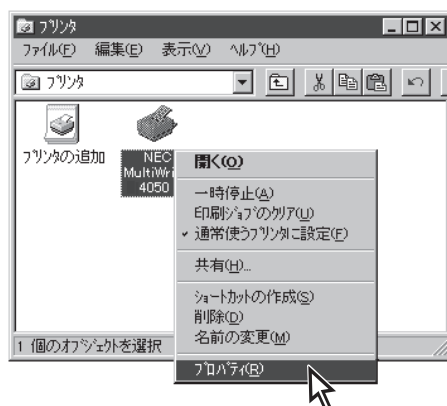 プリンタ
ファイル(F) 編集(E) 表示(V) ヘルプ(H)
プリンタ
プリンタの追加
NEC
MultiWri
4050
開く(O)
一時停止(A)
印刷ジョブのクリア(U)
通常使うプリンタに設定(F)
共有(H)...
ショートカットの作成(S)
削除(D)
名前の変更(M)
プロパティ(R)
1 個のオブジェクトを選択